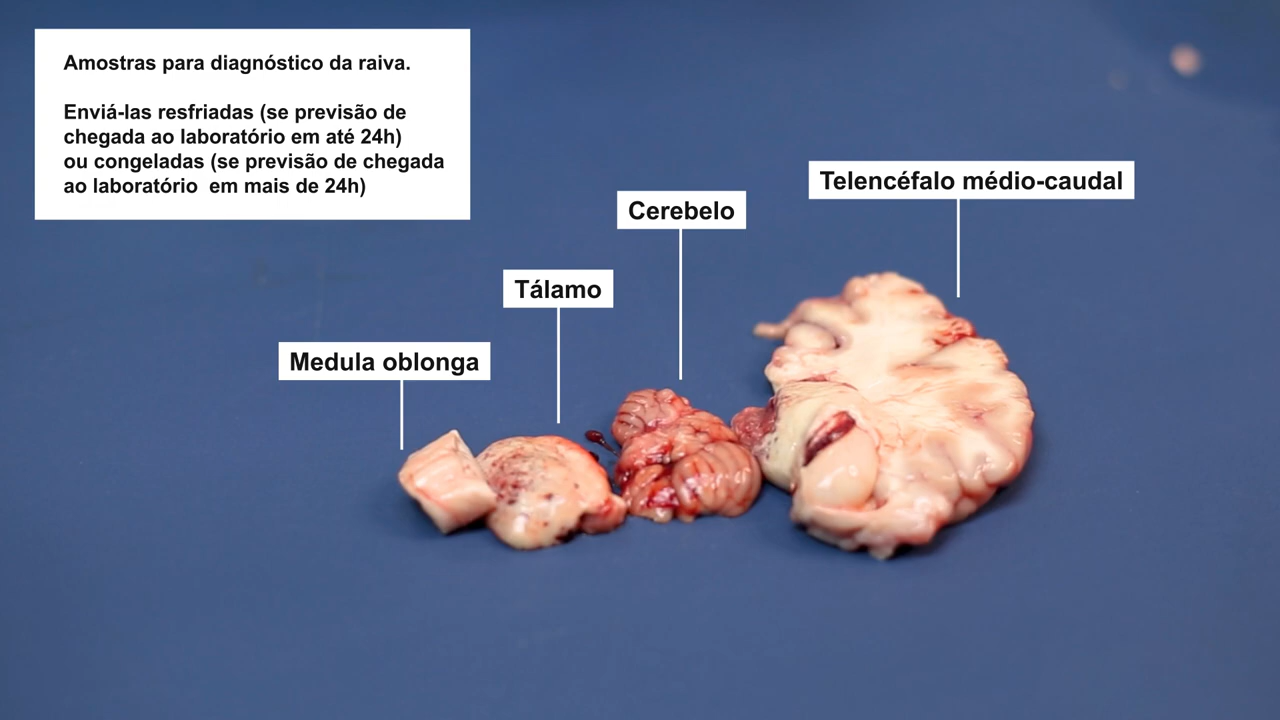 Amostras para diagnóstico da raiva.
Enviá-las resfriadas (se previsão de
chegada ao laboratório em até 24h)
ou congeladas (se previsão de chegada
ao laboratório em mais de 24h)
Telencéfalo médio-caudal
Cerebelo
Tálamo
Medula oblonga